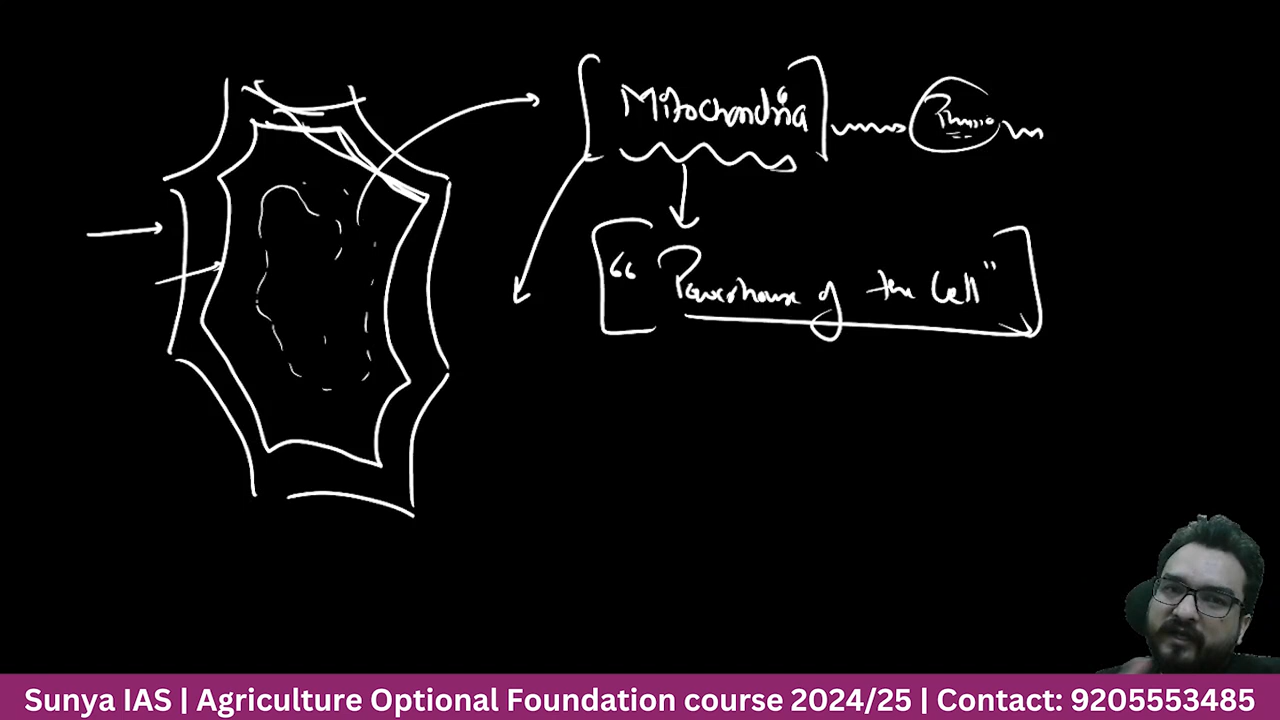 Mitochondria
“Powerhouse of the Cell”
Sunya IAS | Agriculture Optional Foundation course 2024/25 | Contact: 9205553485